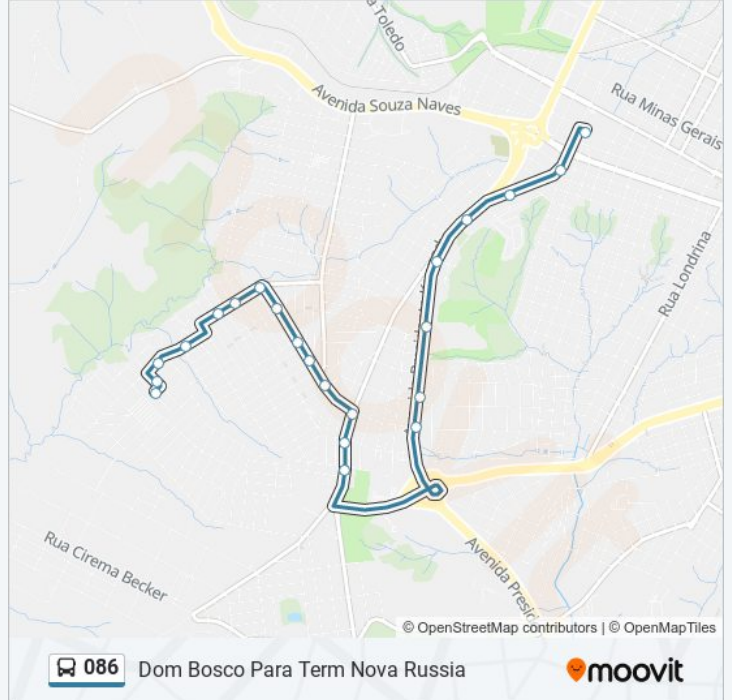 a Toledo
Avenida Souza Naves
Rua Minas Gerais
Rua Londrina
Rua Cirema Becker
Avenida Presid
© OpenStreetMap contributors | © OpenMapTiles
086 Dom Bosco Para Term Nova Russia
moovit